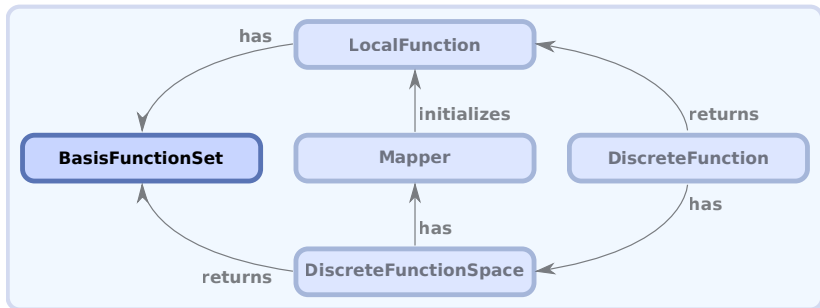 has
LocalFunction
initializes
returns
BasisFunctionSet
Mapper
DiscreteFunction
has
has
returns
DiscreteFunctionSpace